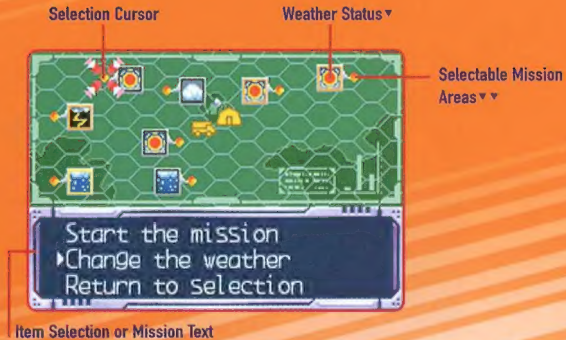 Selection Cursor
Weather Status▼
Selectable Mission
Areas▼▼
Start the mission
▶Change the weather
Return to selection
Item Selection or Mission Text